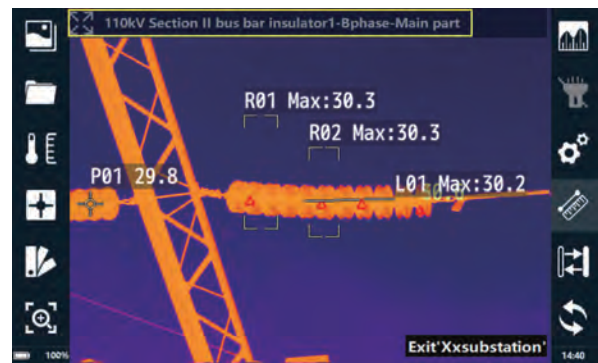 110kV Section II bus bar insulator1-Bphase-Main part
R01 Max:30.3
R02 Max:30.3
P01 29.8
L01 Max:30.2
Exit'Xxsubstation'
100%
14:40